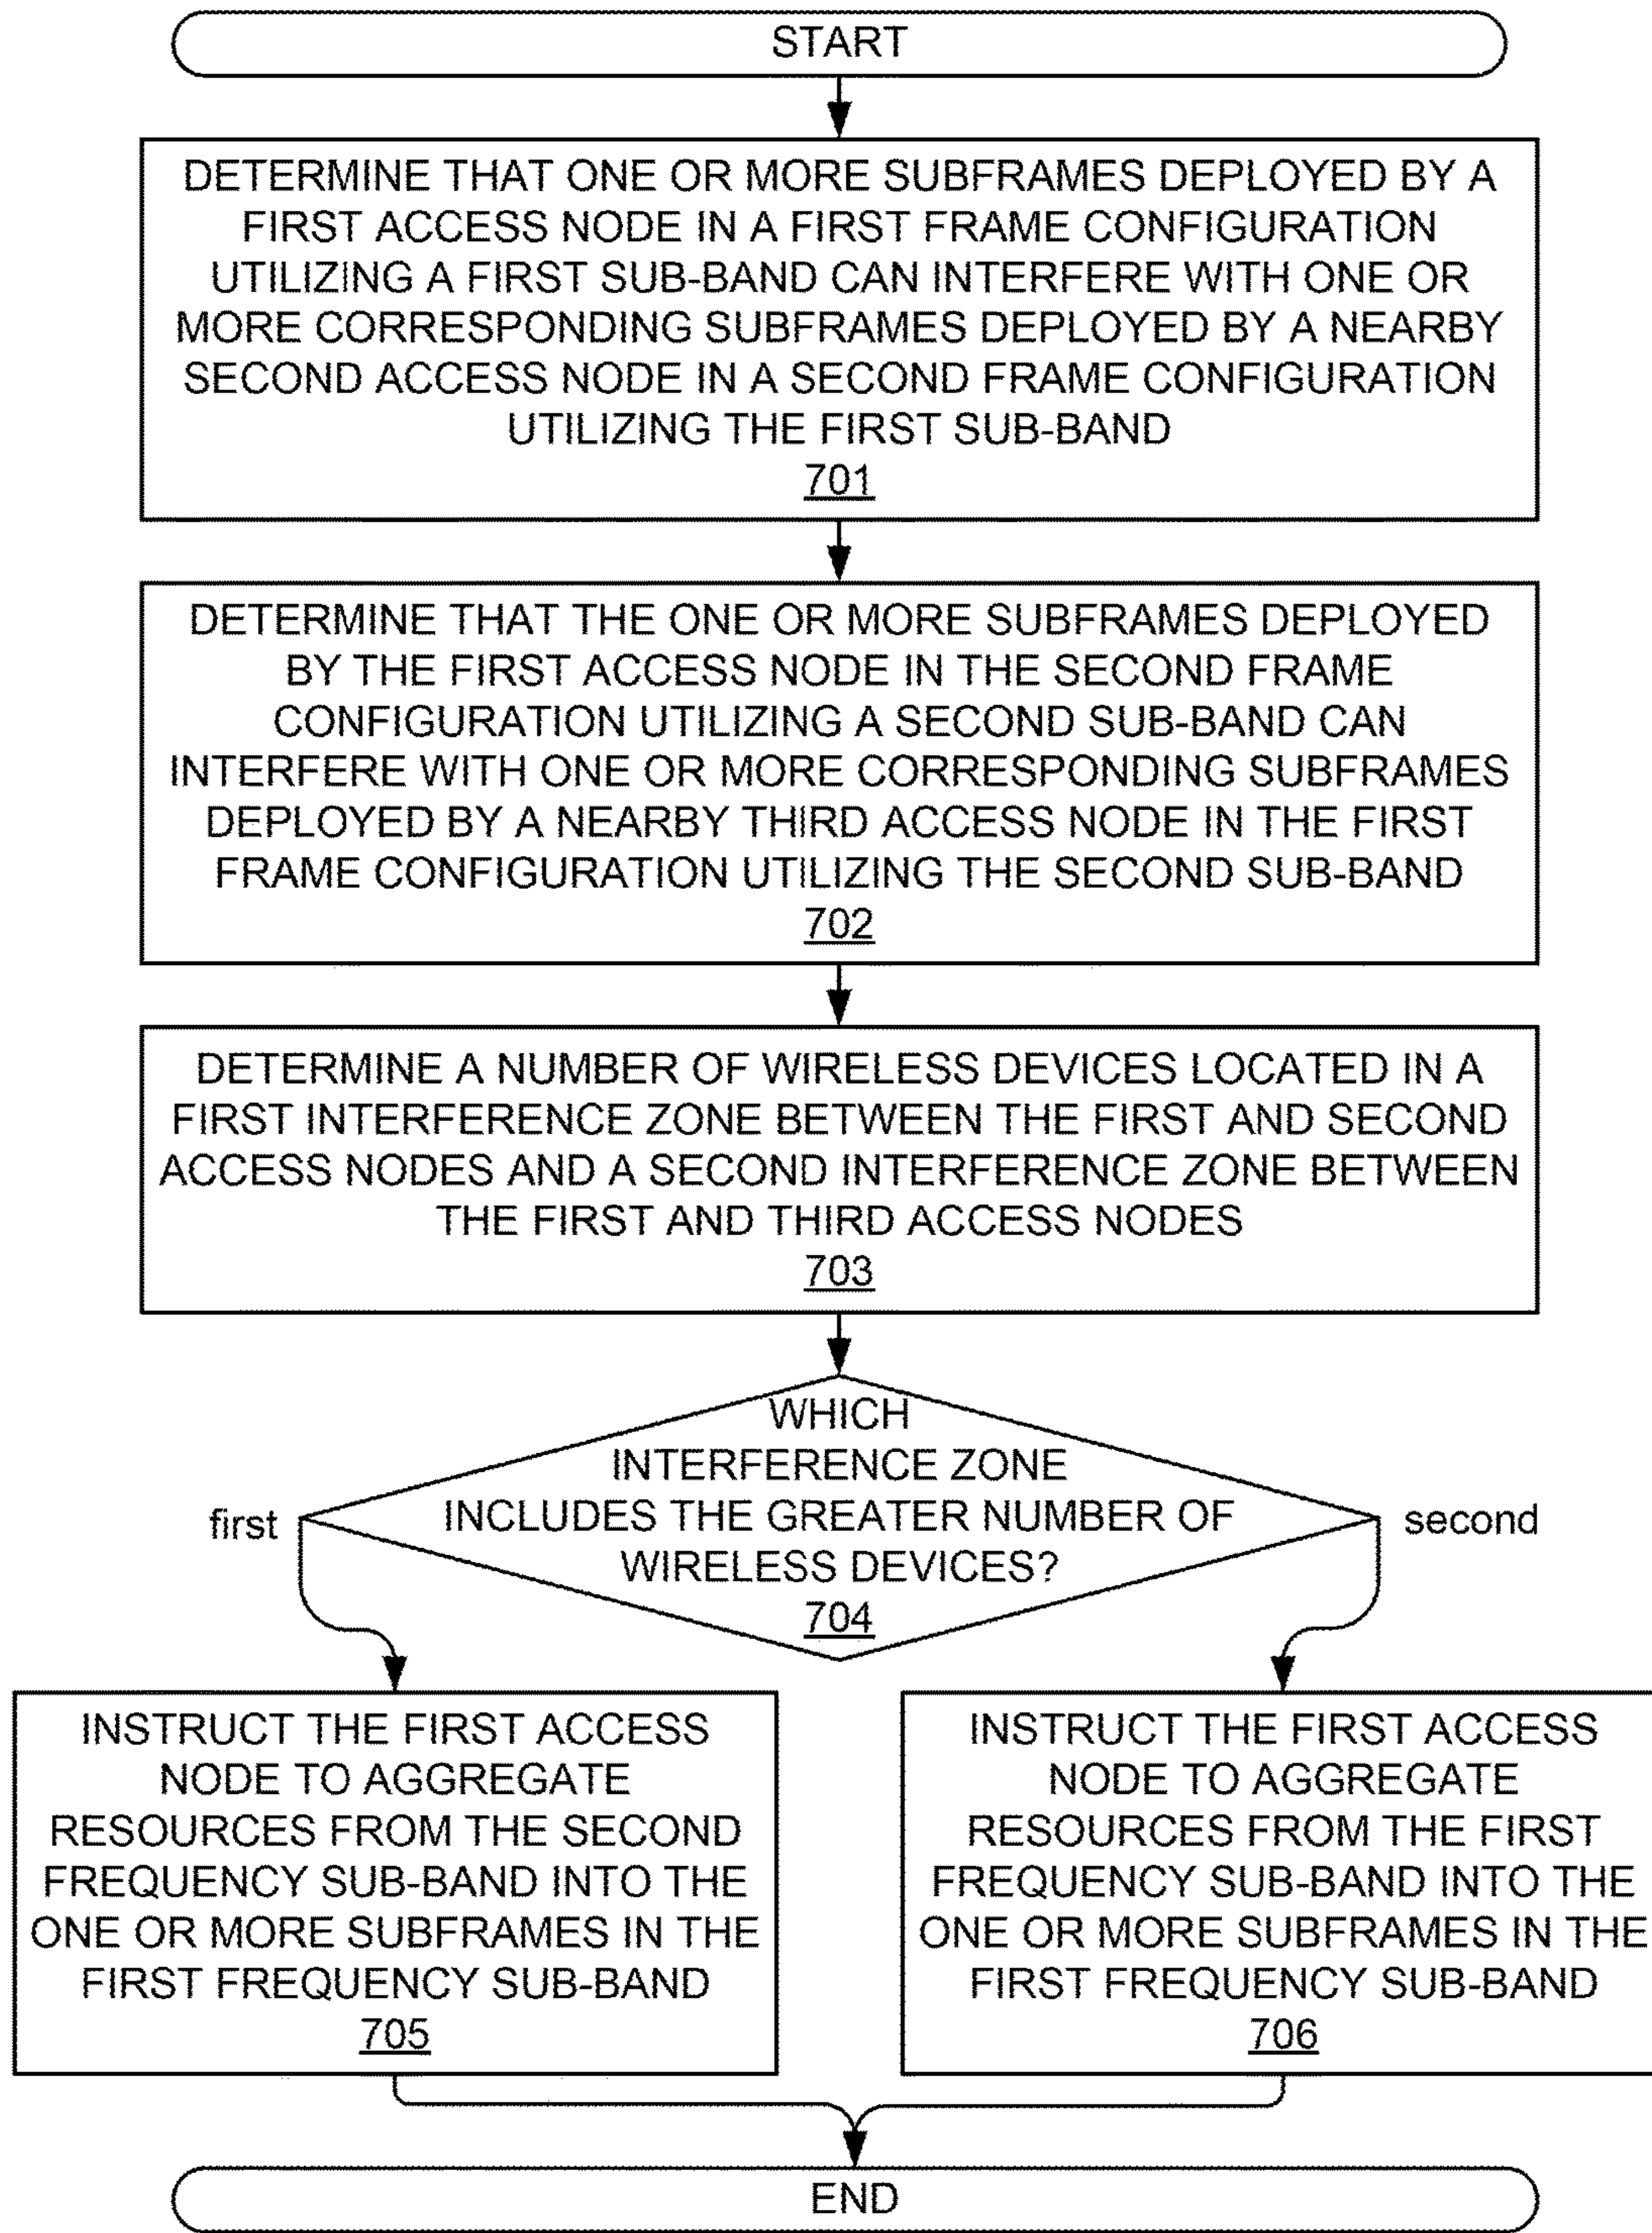 START
DETERMINE THAT ONE OR MORE SUBFRAMES DEPLOYED BY A
FIRST ACCESS NODE IN A FIRST FRAME CONFIGURATION
UTILIZING A FIRST SUB-BAND CAN INTERFERE WITH ONE OR
MORE CORRESPONDING SUBFRAMES DEPLOYED BY A NEARBY
SECOND ACCESS NODE IN A SECOND FRAME CONFIGURATION
UTILIZING THE FIRST SUB-BAND
701
DETERMINE THAT THE ONE OR MORE SUBFRAMES DEPLOYED
BY THE FIRST ACCESS NODE IN THE SECOND FRAME
CONFIGURATION UTILIZING A SECOND SUB-BAND CAN
INTERFERE WITH ONE OR MORE CORRESPONDING SUBFRAMES
DEPLOYED BY A NEARBY THIRD ACCESS NODE IN THE FIRST
FRAME CONFIGURATION UTILIZING THE SECOND SUB-BAND
702
DETERMINE A NUMBER OF WIRELESS DEVICES LOCATED IN A
FIRST INTERFERENCE ZONE BETWEEN THE FIRST AND SECOND
ACCESS NODES AND A SECOND INTERFERENCE ZONE BETWEEN
THE FIRST AND THIRD ACCESS NODES
703
WHICH
INTERFERENCE ZONE
INCLUDES THE GREATER NUMBER OF
WIRELESS DEVICES?
704
first
second
INSTRUCT THE FIRST ACCESS
NODE TO AGGREGATE
RESOURCES FROM THE SECOND
FREQUENCY SUB-BAND INTO THE
ONE OR MORE SUBFRAMES IN THE
FIRST FREQUENCY SUB-BAND
705
INSTRUCT THE FIRST ACCESS
NODE TO AGGREGATE
RESOURCES FROM THE FIRST
FREQUENCY SUB-BAND INTO THE
ONE OR MORE SUBFRAMES IN THE
FIRST FREQUENCY SUB-BAND
706
END